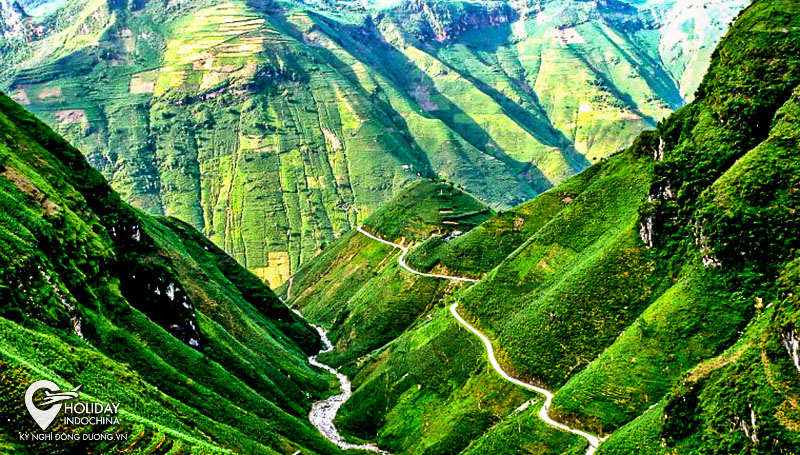 HOLIDAY
INDOCHINA
KỲ NGHỈ ĐÔNG DƯƠNG.VN